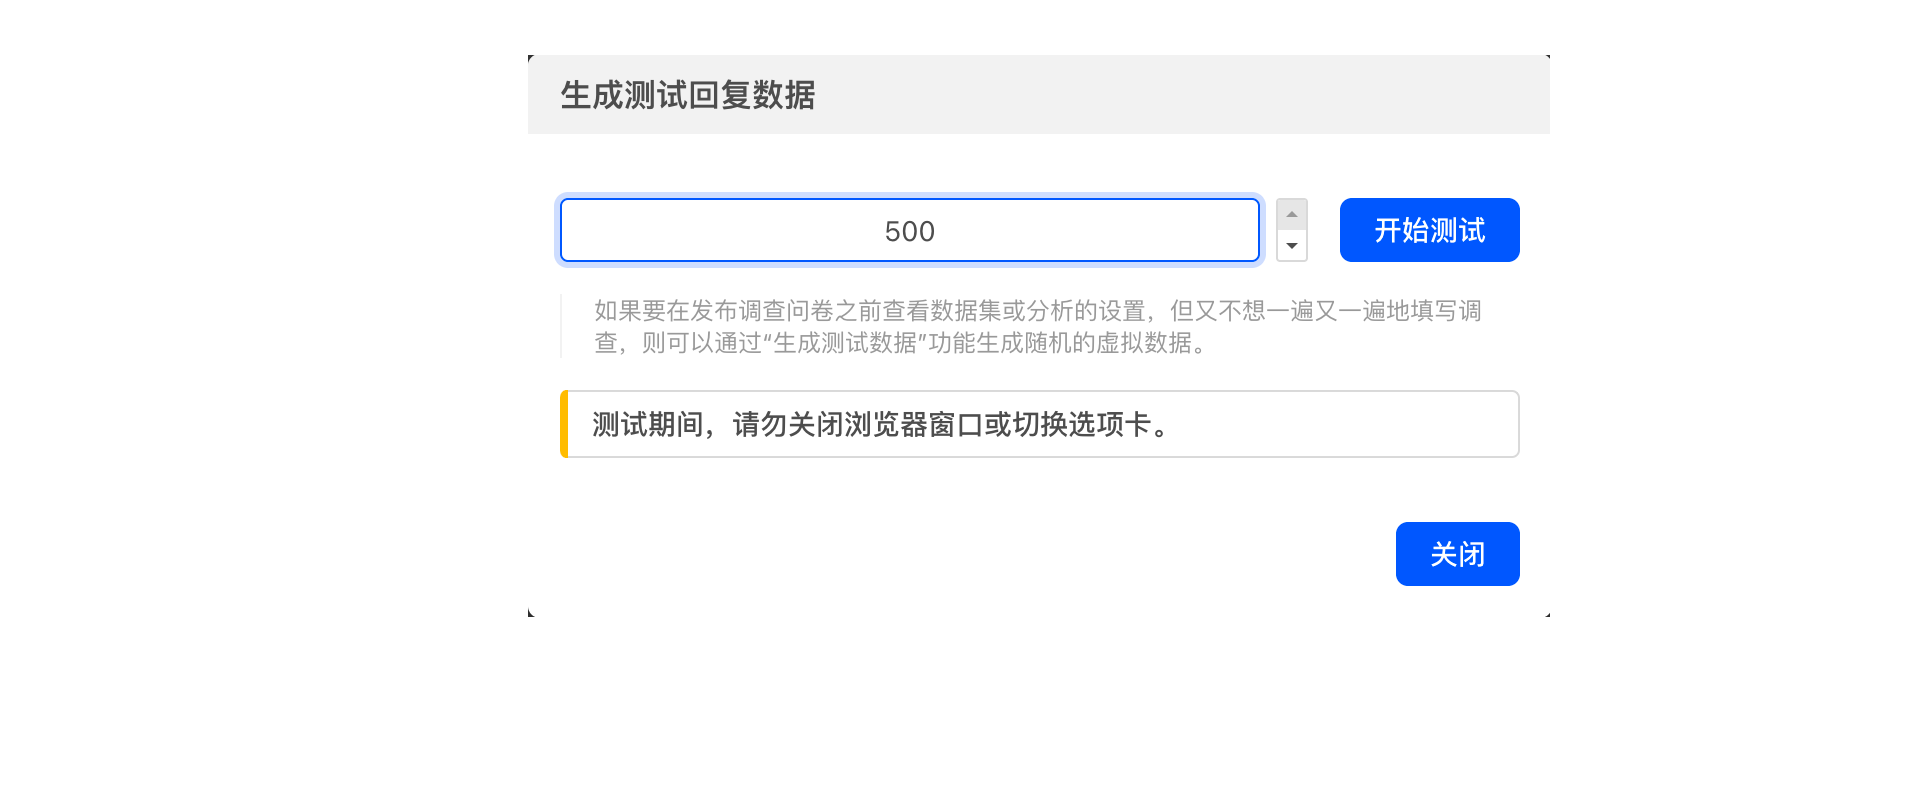 生成测试回复数据
500
开始测试
如果要在发布调查问卷之前查看数据集或分析的设置，但又不想一遍又一遍地填写调
查，则可以通过“生成测试数据”功能生成随机的虚拟数据。
测试期间，请勿关闭浏览器窗口或切换选项卡。
关闭